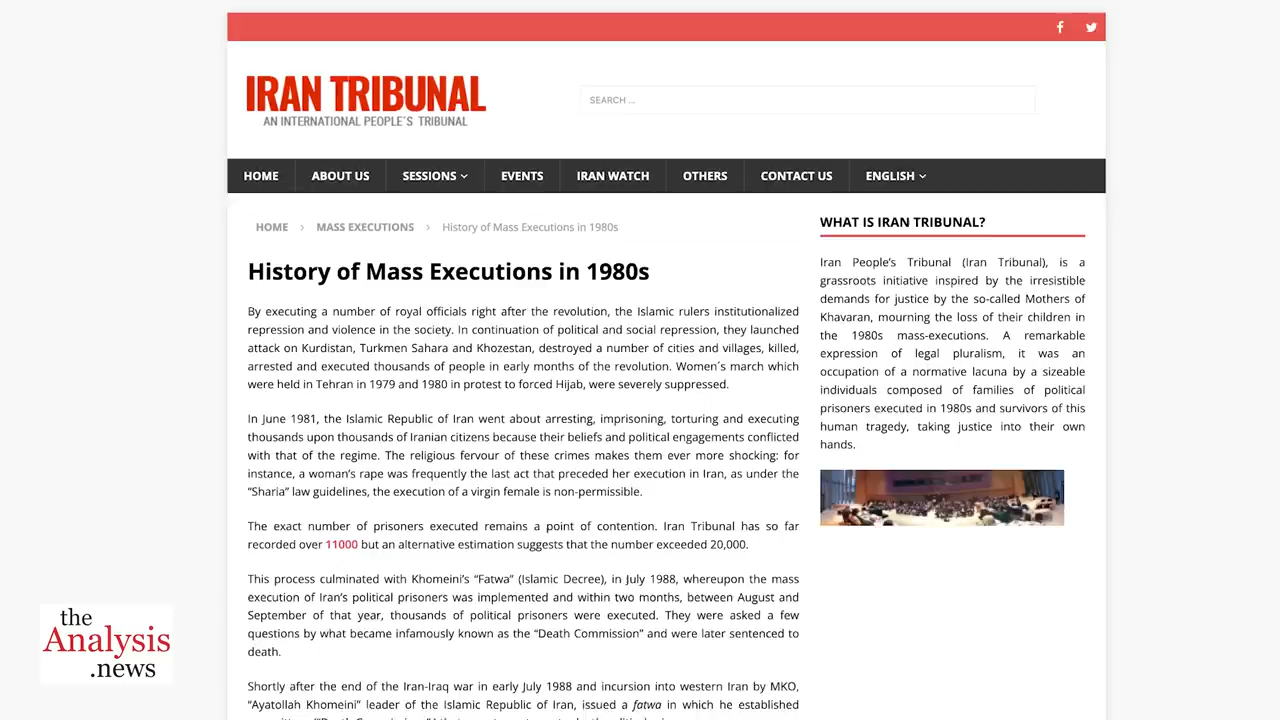 IRAN TRIBUNAL
AN INTERNATIONAL PEOPLE´S TRIBUNAL
SEARCH ...
HOME
ABOUT US
SESSIONS
EVENTS
IRAN WATCH
OTHERS
CONTACT US
ENGLISH
HOME › MASS EXECUTIONS › History of Mass Executions in 1980s
History of Mass Executions in 1980s
By executing a number of royal officials right after the revolution, the Islamic rulers institutionalized
repression and violence in the society. In continuation of political and social repression, they launched
attack on Kurdistan, Turkmen Sahara and Khozestan, destroyed a number of cities and villages, killed,
arrested and executed thousands of people in early months of the revolution. Women´s march which
were held in Tehran in 1979 and 1980 in protest to forced Hijab, were severely suppressed.
In June 1981, the Islamic Republic of Iran went about arresting, imprisoning, torturing and executing
thousands upon thousands of Iranian citizens because their beliefs and political engagements conflicted
with that of the regime. The religious fervour of these crimes makes them ever more shocking: for
instance, a woman’s rape was frequently the last act that preceded her execution in Iran, as under the
“Sharia” law guidelines, the execution of a virgin female is non-permissible.
The exact number of prisoners executed remains a point of contention. Iran Tribunal has so far
recorded over 11000 but an alternative estimation suggests that the number exceeded 20,000.
This process culminated with Khomeini’s “Fatwa” (Islamic Decree), in July 1988, whereupon the mass
execution of Iran’s political prisoners was implemented and within two months, between August and
September of that year, thousands of political prisoners were executed. They were asked a few
questions by what became infamously known as the “Death Commission” and were later sentenced to
death.
Shortly after the end of the Iran-Iraq war in early July 1988 and incursion into western Iran by MKO,
“Ayatollah Khomeini” leader of the Islamic Republic of Iran, issued a fatwa in which he established
WHAT IS IRAN TRIBUNAL?
Iran People’s Tribunal (Iran Tribunal), is a
grassroots initiative inspired by the irresistible
demands for justice by the so-called Mothers of
Khavaran, mourning the loss of their children in
the 1980s mass-executions. A remarkable
expression of legal pluralism, it was an
occupation of a normative lacuna by a sizeable
individuals composed of families of political
prisoners executed in 1980s and survivors of this
human tragedy, taking justice into their own
hands.
the
Analysis
.news